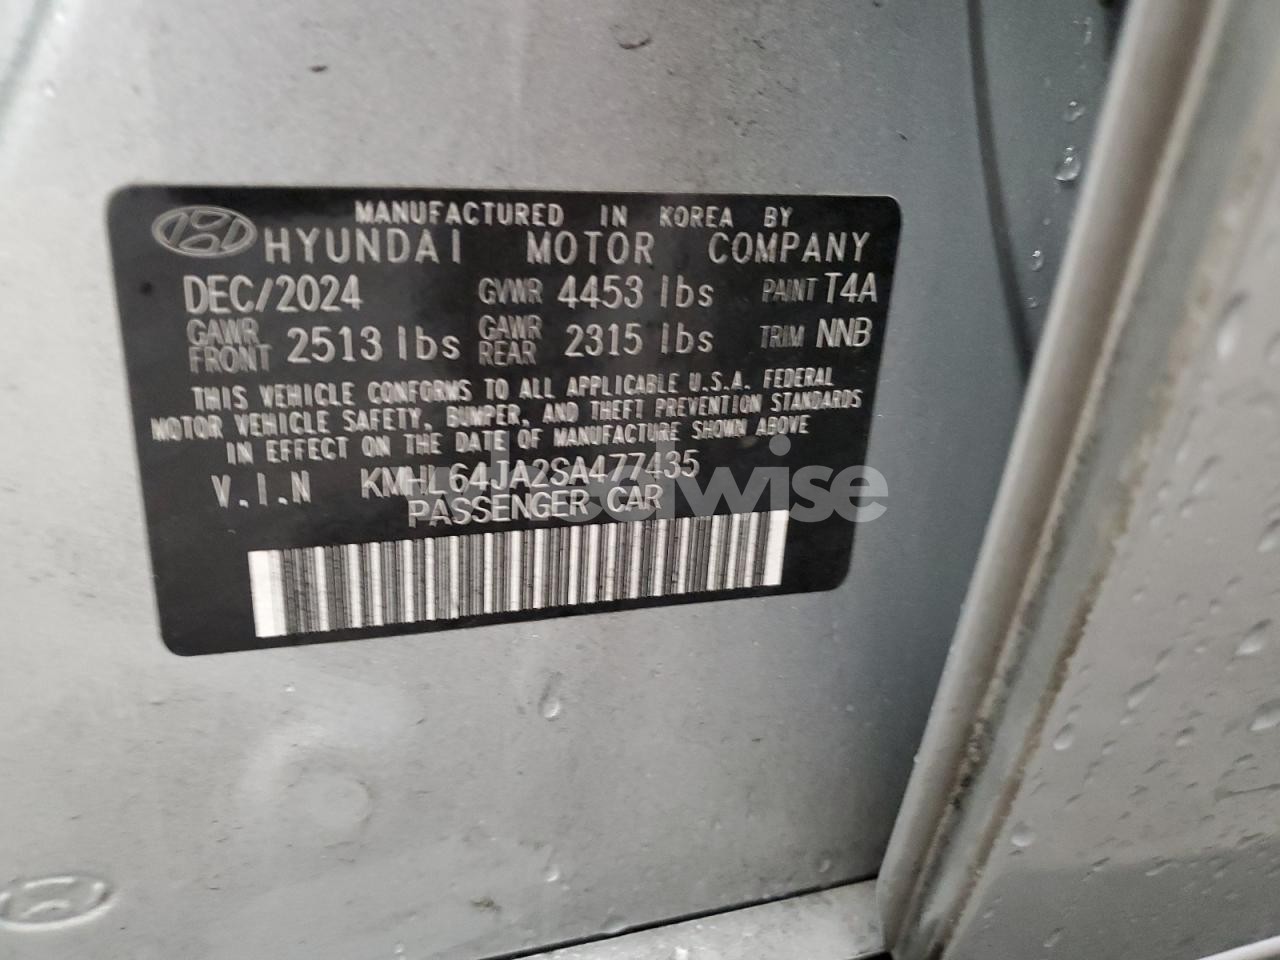 MANUFACTURED IN KOREA BY
HYUNDAI MOTOR COMPANY
DEC/2024 GVWR 4453 lbs PAINT T4A
GAWR FRONT 2513 lbs GAWR REAR 2315 lbs TRIM NNB
THIS VEHICLE CONFORMS TO ALL APPLICABLE U.S.A. FEDERAL
MOTOR VEHICLE SAFETY, BUMPER, AND THEFT PREVENTION STANDARDS
IN EFFECT ON THE DATE OF MANUFACTURE SHOWN ABOVE
V.I.N KMHL64JA2SA477435
PASSENGER CAR